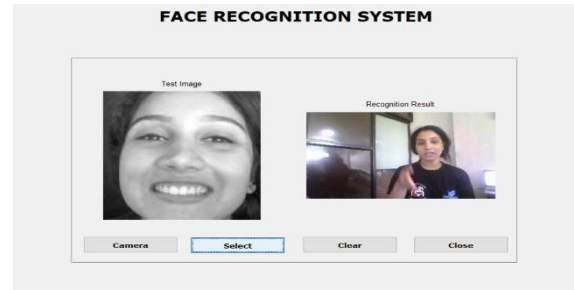 FACE RECOGNITION SYSTEM
Test Image
Recognition Result
Camera
Select
Clear
Close